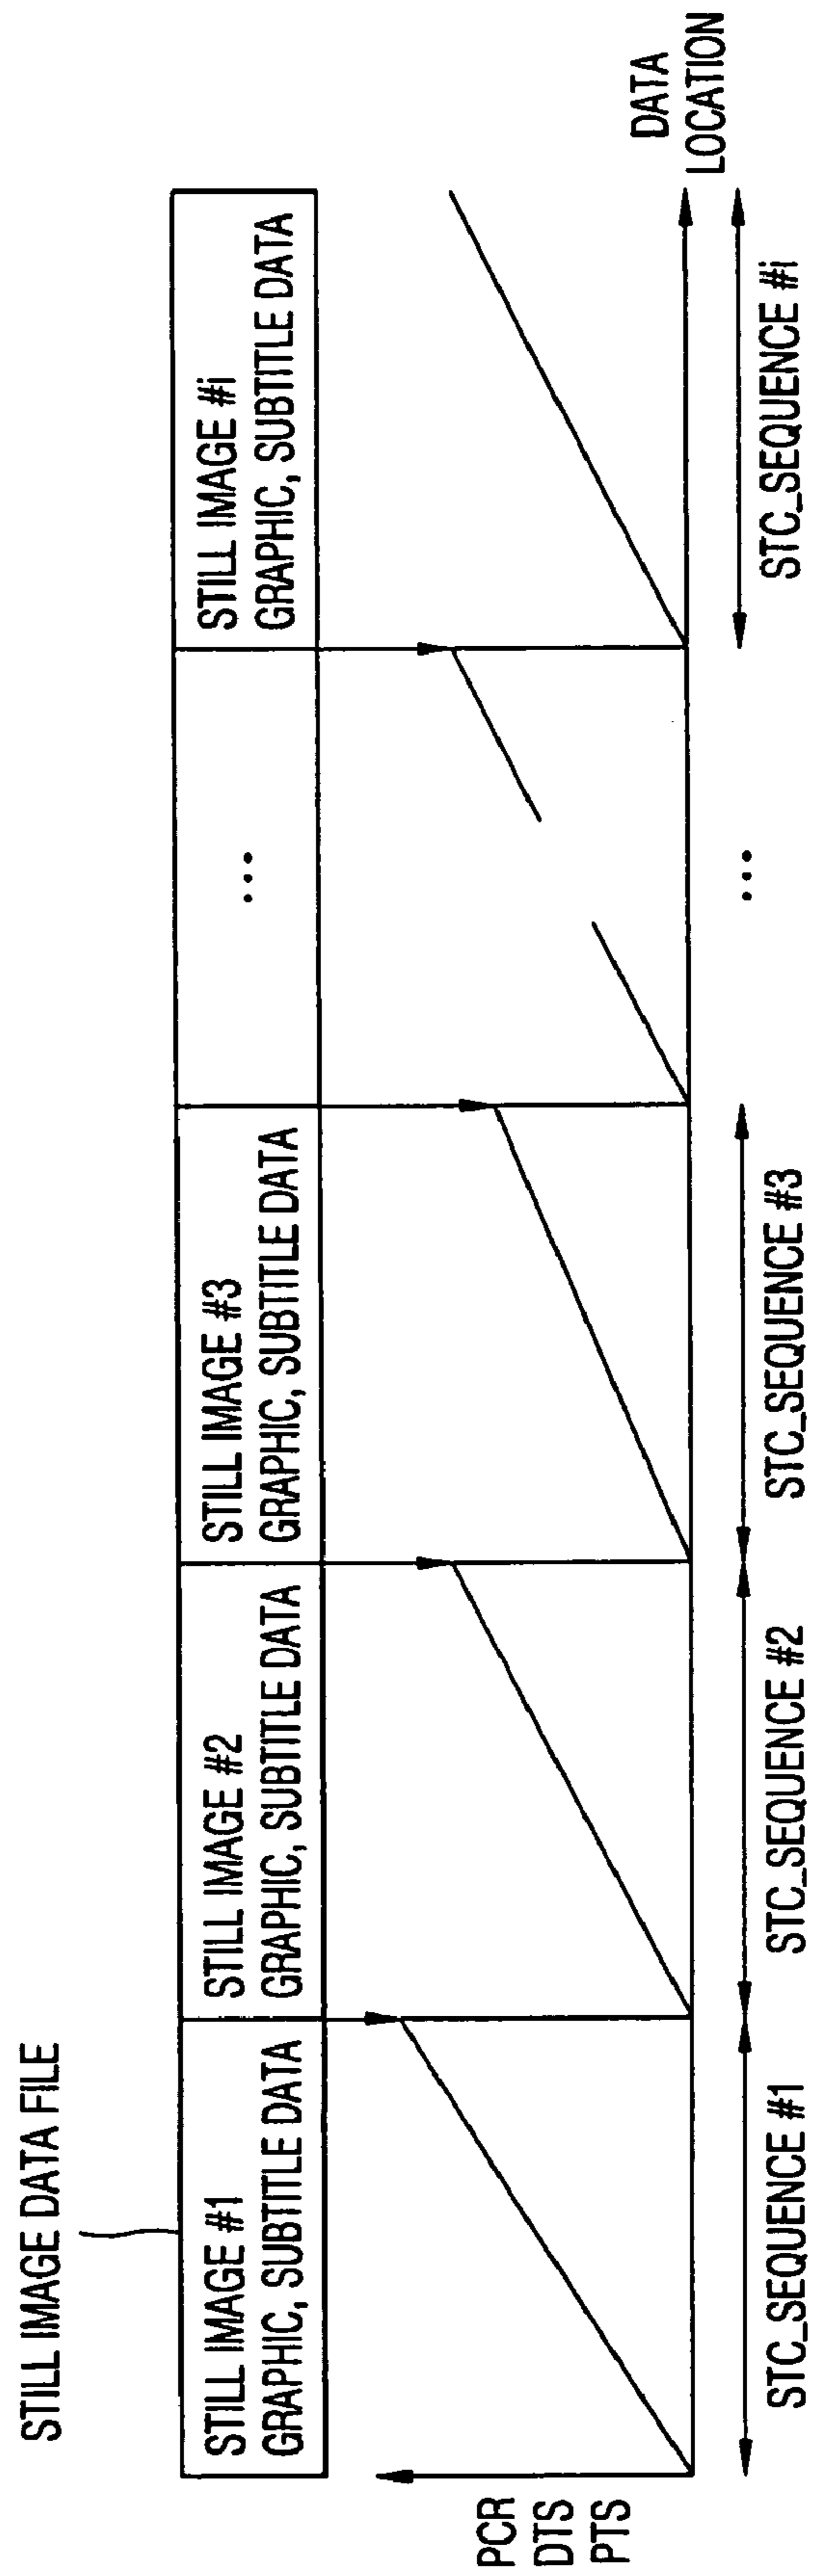 STILL IMAGE DATA FILE
STILL IMAGE #1
GRAPHIC, SUBTITLE DATA
STILL IMAGE #2
GRAPHIC, SUBTITLE DATA
STILL IMAGE #3
GRAPHIC, SUBTITLE DATA
...
STILL IMAGE #i
GRAPHIC, SUBTITLE DATA
PCR
DTS
PTS
DATA
LOCATION
STC_SEQUENCE #1
STC_SEQUENCE #2
STC_SEQUENCE #3
...
STC_SEQUENCE #i